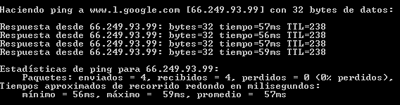 Haciendo ping a www.l.google.com [66.249.93.99] con 32 bytes de datos:
Respuesta desde 66.249.93.99: bytes=32 tiempo=57ms TTL=238
Respuesta desde 66.249.93.99: bytes=32 tiempo=56ms TTL=238
Respuesta desde 66.249.93.99: bytes=32 tiempo=57ms TTL=238
Respuesta desde 66.249.93.99: bytes=32 tiempo=59ms TTL=238
Estadísticas de ping para 66.249.93.99:
Paquetes: enviados = 4, recibidos = 4, perdidos = 0 (0% perdidos),
Tiempos aproximados de recorrido redondo en milisegundos:
mínimo = 56ms, máximo = 59ms, promedio = 57ms